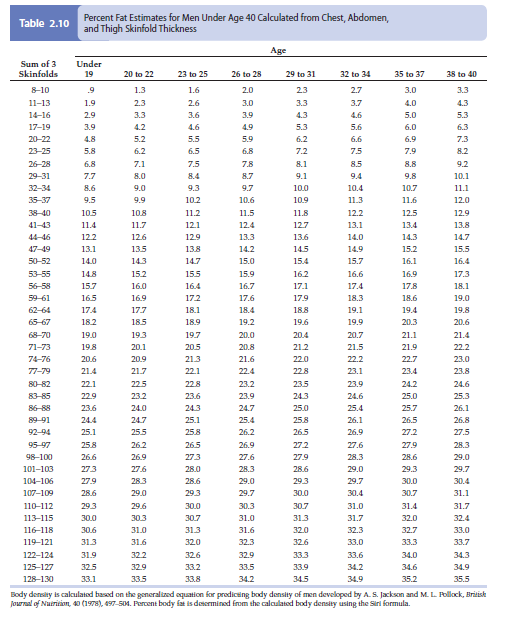 Table 2.10
Percent Fat Estimates for Men Under Age 40 Calculated from Chest, Abdomen,
and Thigh Skinfold Thickness
Age
Sum of 3 Under
Skinfolds 19 20 to 22 23 to 25 26 to 28 29 to 31 32 to 34 35 to 37 38 to 40
8–10 .9 1.3 1.6 2.0 2.3 2.7 3.0 3.3
11–13 1.9 2.3 2.6 3.0 3.3 3.7 4.0 4.3
14–16 2.9 3.3 3.6 3.9 4.3 4.6 5.0 5.3
17–19 3.9 4.2 4.6 4.9 5.3 5.6 6.0 6.3
20–22 4.8 5.2 5.5 5.9 6.2 6.6 6.9 7.3
23–25 5.8 6.2 6.5 6.8 7.2 7.5 7.9 8.2
26–28 6.8 7.1 7.5 7.8 8.1 8.5 8.8 9.2
29–31 7.7 8.0 8.4 8.7 9.1 9.4 9.8 10.1
32–34 8.6 9.0 9.3 9.7 10.0 10.4 10.7 11.1
35–37 9.5 9.9 10.2 10.6 10.9 11.3 11.6 12.0
38–40 10.5 10.8 11.2 11.5 11.8 12.2 12.5 12.9
41–43 11.4 11.7 12.1 12.4 12.7 13.1 13.4 13.8
44–46 12.2 12.6 12.9 13.3 13.6 14.0 14.3 14.7
47–49 13.1 13.5 13.8 14.2 14.5 14.9 15.2 15.5
50–52 14.0 14.3 14.7 15.0 15.4 15.7 16.1 16.4
53–55 14.8 15.2 15.5 15.9 16.2 16.6 16.9 17.3
56–58 15.7 16.0 16.4 16.7 17.1 17.4 17.8 18.1
59–61 16.5 16.9 17.2 17.6 17.9 18.3 18.6 19.0
62–64 17.4 17.7 18.1 18.4 18.8 19.1 19.4 19.8
65–67 18.2 18.5 18.9 19.2 19.6 19.9 20.3 20.6
68–70 19.0 19.3 19.7 20.0 20.4 20.7 21.1 21.4
71–73 19.8 20.1 20.5 20.8 21.2 21.5 21.9 22.2
74–76 20.6 20.9 21.3 21.6 22.0 22.2 22.7 23.0
77–79 21.4 21.7 22.1 22.4 22.8 23.1 23.4 23.8
80–82 22.1 22.5 22.8 23.2 23.5 23.9 24.2 24.6
83–85 22.9 23.2 23.6 23.9 24.3 24.6 25.0 25.3
86–88 23.6 24.0 24.3 24.7 25.0 25.4 25.7 26.1
89–91 24.4 24.7 25.1 25.4 25.8 26.1 26.5 26.8
92–94 25.1 25.5 25.8 26.2 26.5 26.9 27.2 27.5
95–97 25.8 26.2 26.5 26.9 27.2 27.6 27.9 28.3
98–100 26.6 26.9 27.3 27.6 27.9 28.3 28.6 29.0
101–103 27.3 27.6 28.0 28.3 28.6 29.0 29.3 29.7
104–106 27.9 28.3 28.6 29.0 29.3 29.7 30.0 30.4
107–109 28.6 29.0 29.3 29.7 30.0 30.4 30.7 31.1
110–112 29.3 29.6 30.0 30.3 30.7 31.0 31.4 31.7
113–115 30.0 30.3 30.7 31.0 31.3 31.7 32.0 32.4
116–118 30.6 31.0 31.3 31.6 32.0 32.3 32.7 33.0
119–121 31.3 31.6 32.0 32.3 32.6 33.0 33.3 33.7
122–124 31.9 32.2 32.6 32.9 33.3 33.6 34.0 34.3
125–127 32.5 32.9 33.2 33.5 33.9 34.2 34.6 34.9
128–130 33.1 33.5 33.8 34.2 34.5 34.9 35.2 35.5
Body density is calculated based on the generalized equation for predicting body density of men developed by A. S. Jackson and M. L. Pollock, British
Journal of Nutrition, 40 (1978), 497–504. Percent body fat is determined from the calculated body density using the Siri formula.